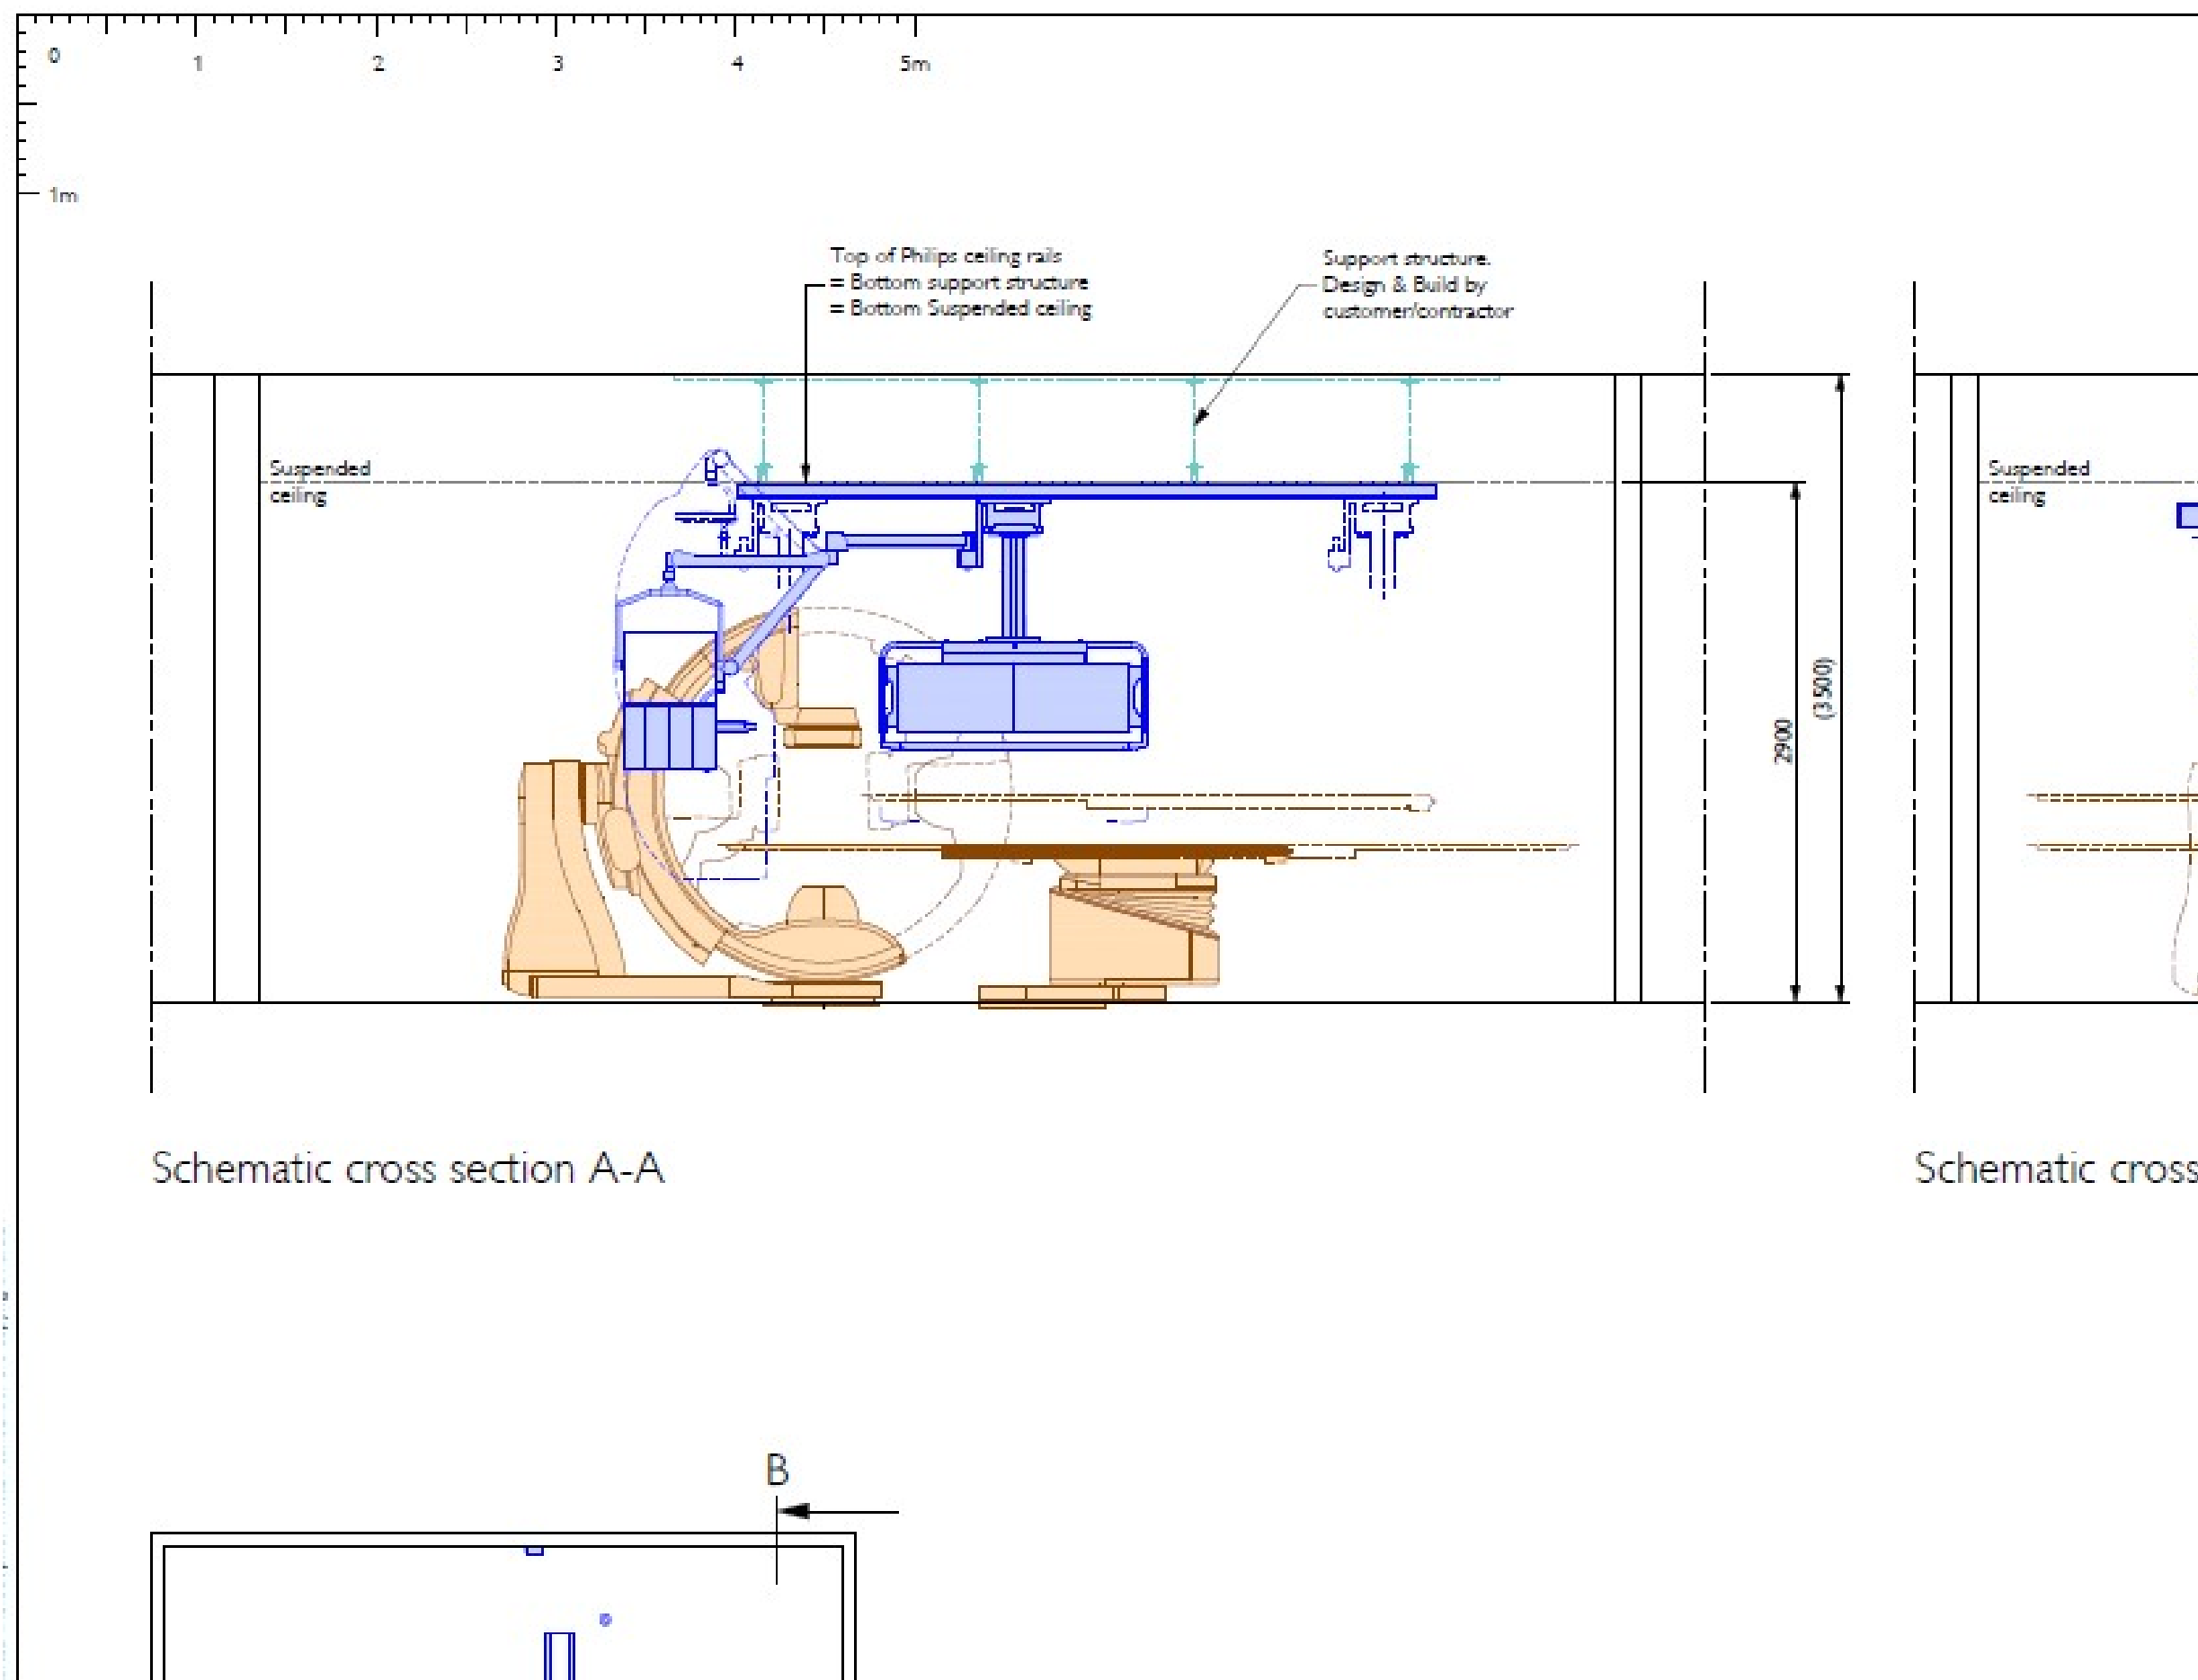 0
1
2
3
4
5m
1m
Top of Philips ceiling rails
= Bottom support structure
= Bottom Suspended ceiling
Support structure.
Design & Build by
customer/contractor
Suspended
ceiling
2900
(3500)
Suspended
ceiling
Schematic cross section A-A
Schematic cross
B